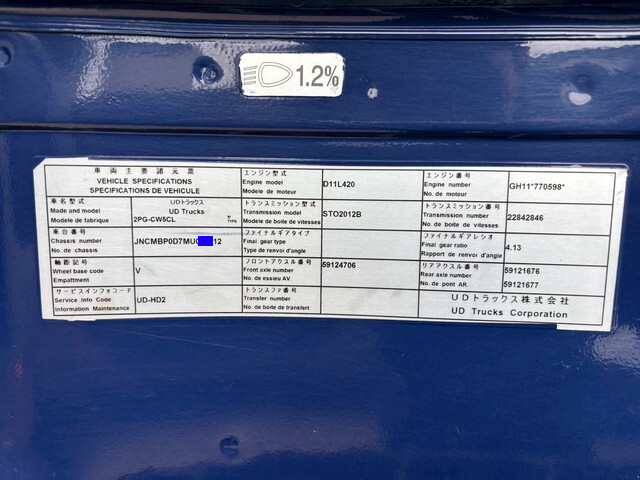 1.2%
車両主要諸元票
VEHICLE SPECIFICATIONS
SPECIFICATIONS DE VEHICULE
車名型式
Made and model
Modele de fabrique
UDトラックス
UD Trucks
2PG-CW5CL
TYPE
車台番号
Chassis number
No. de chassis
JNCMBP0D7MU 12
軸距記号
Wheel base code
Empattment
V
サービスインフォコード
Service info Code
Information Maintenance
UD-HD2
エンジン型式
Engine model
Modele de moteur
D11L420
トランスミッション型式
Transmission model
Modele de boite de vitesses
STO2012B
ファイナルギアタイプ
Final gear type
Type de renvoi d'angle
フロントアクスル番号
Front axle number
No. de essieu AV.
59124706
トランスファ番号
Transfer number
No. de boite de transfert
エンジン番号
Engine number
No. de moteur
GH11*770598*
トランスミッション番号
Transmission number
No. de boite de vitesses
22842846
ファイナルギアレシオ
Final gear ratio
Rapport de renvoi d'angle
4.13
リアアクスル番号
Rear axle number
No. de pont AR.
59121676
59121677
UDトラックス株式会社
UD Trucks Corporation